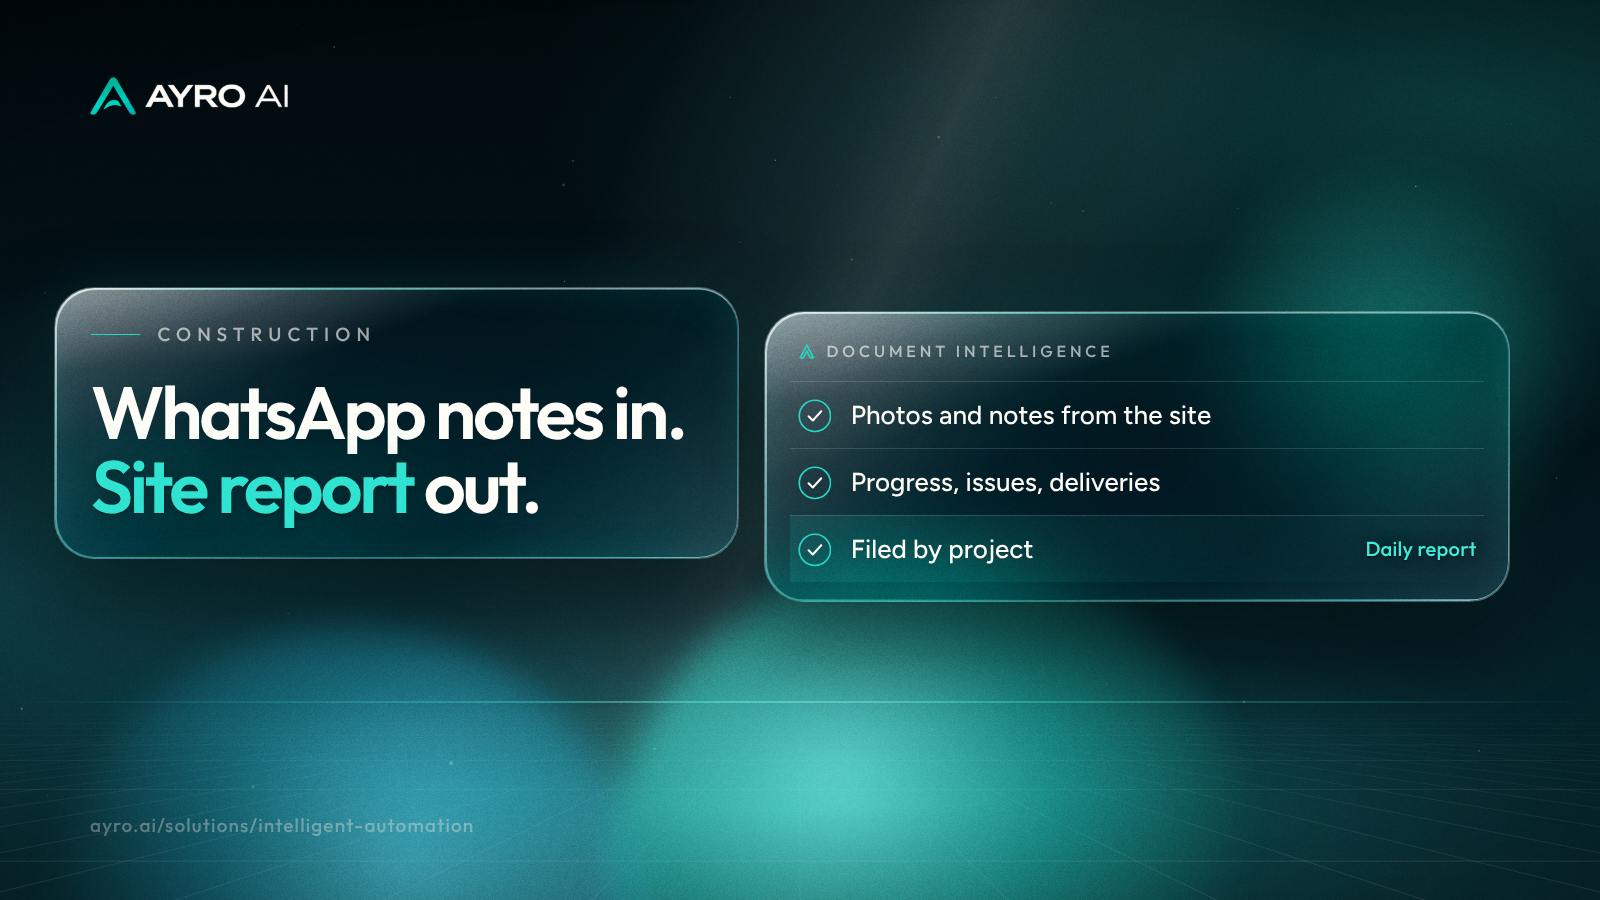 AYRO AI
CONSTRUCTION
WhatsApp notes in.
Site report out.
DOCUMENT INTELLIGENCE
Photos and notes from the site
Progress, issues, deliveries
Filed by project
Daily report
ayro.ai/solutions/intelligent-automation